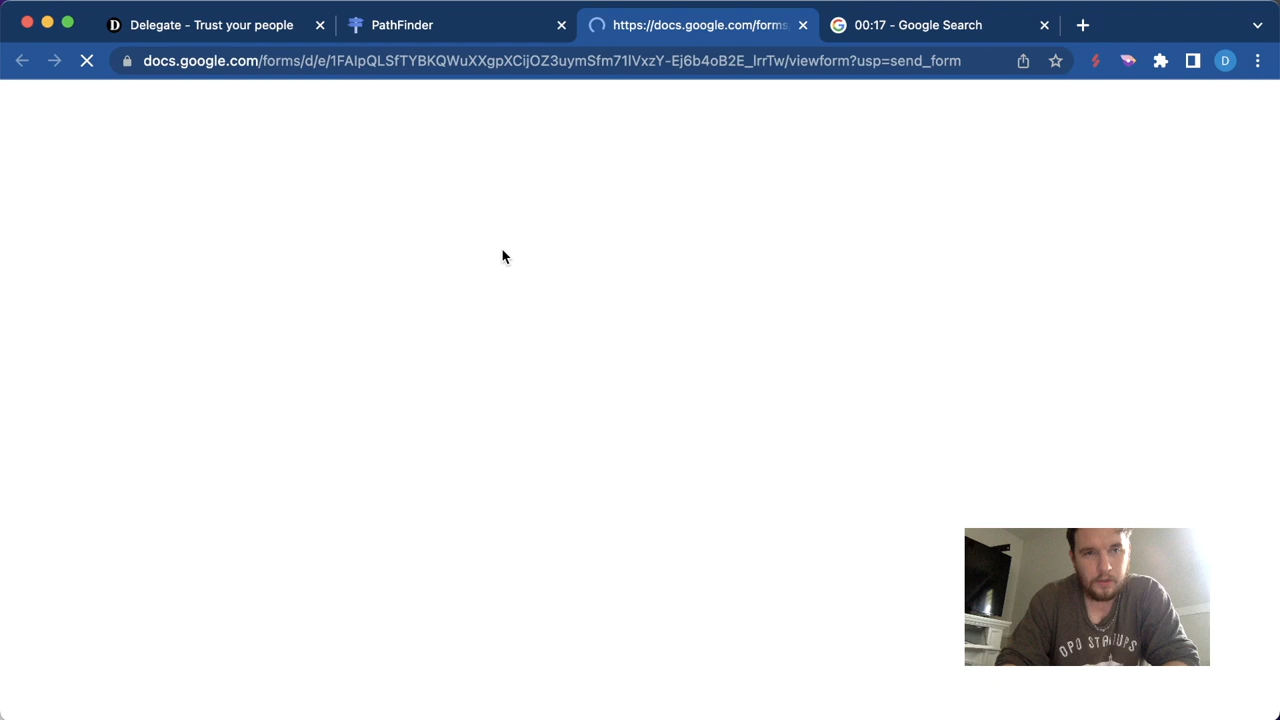 D Delegate - Trust your people
PathFinder
https://docs.google.com/forms
00:17 - Google Search
docs.google.com/forms/d/e/1FAIpQLSfTYBKQWuXXgpXCijOZ3uymSfm71lVxzY-Ej6b4oB2E_lrrTw/viewform?usp=send_form
D
OPO STARTUPS